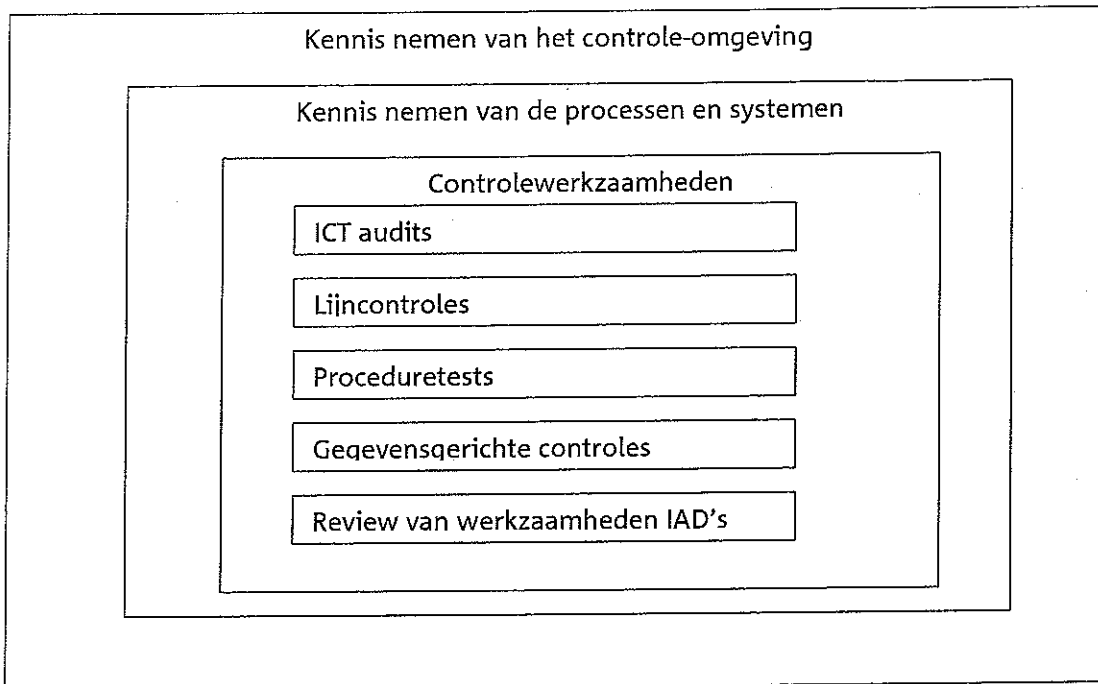 Kennis nemen van het controle-omgeving
Kennis nemen van de processen en systemen
Controlewerkzaamheden
ICT audits
Lijncontroles
Proceduretests
Gegevensgerichte controles
Review van werkzaamheden IAD's